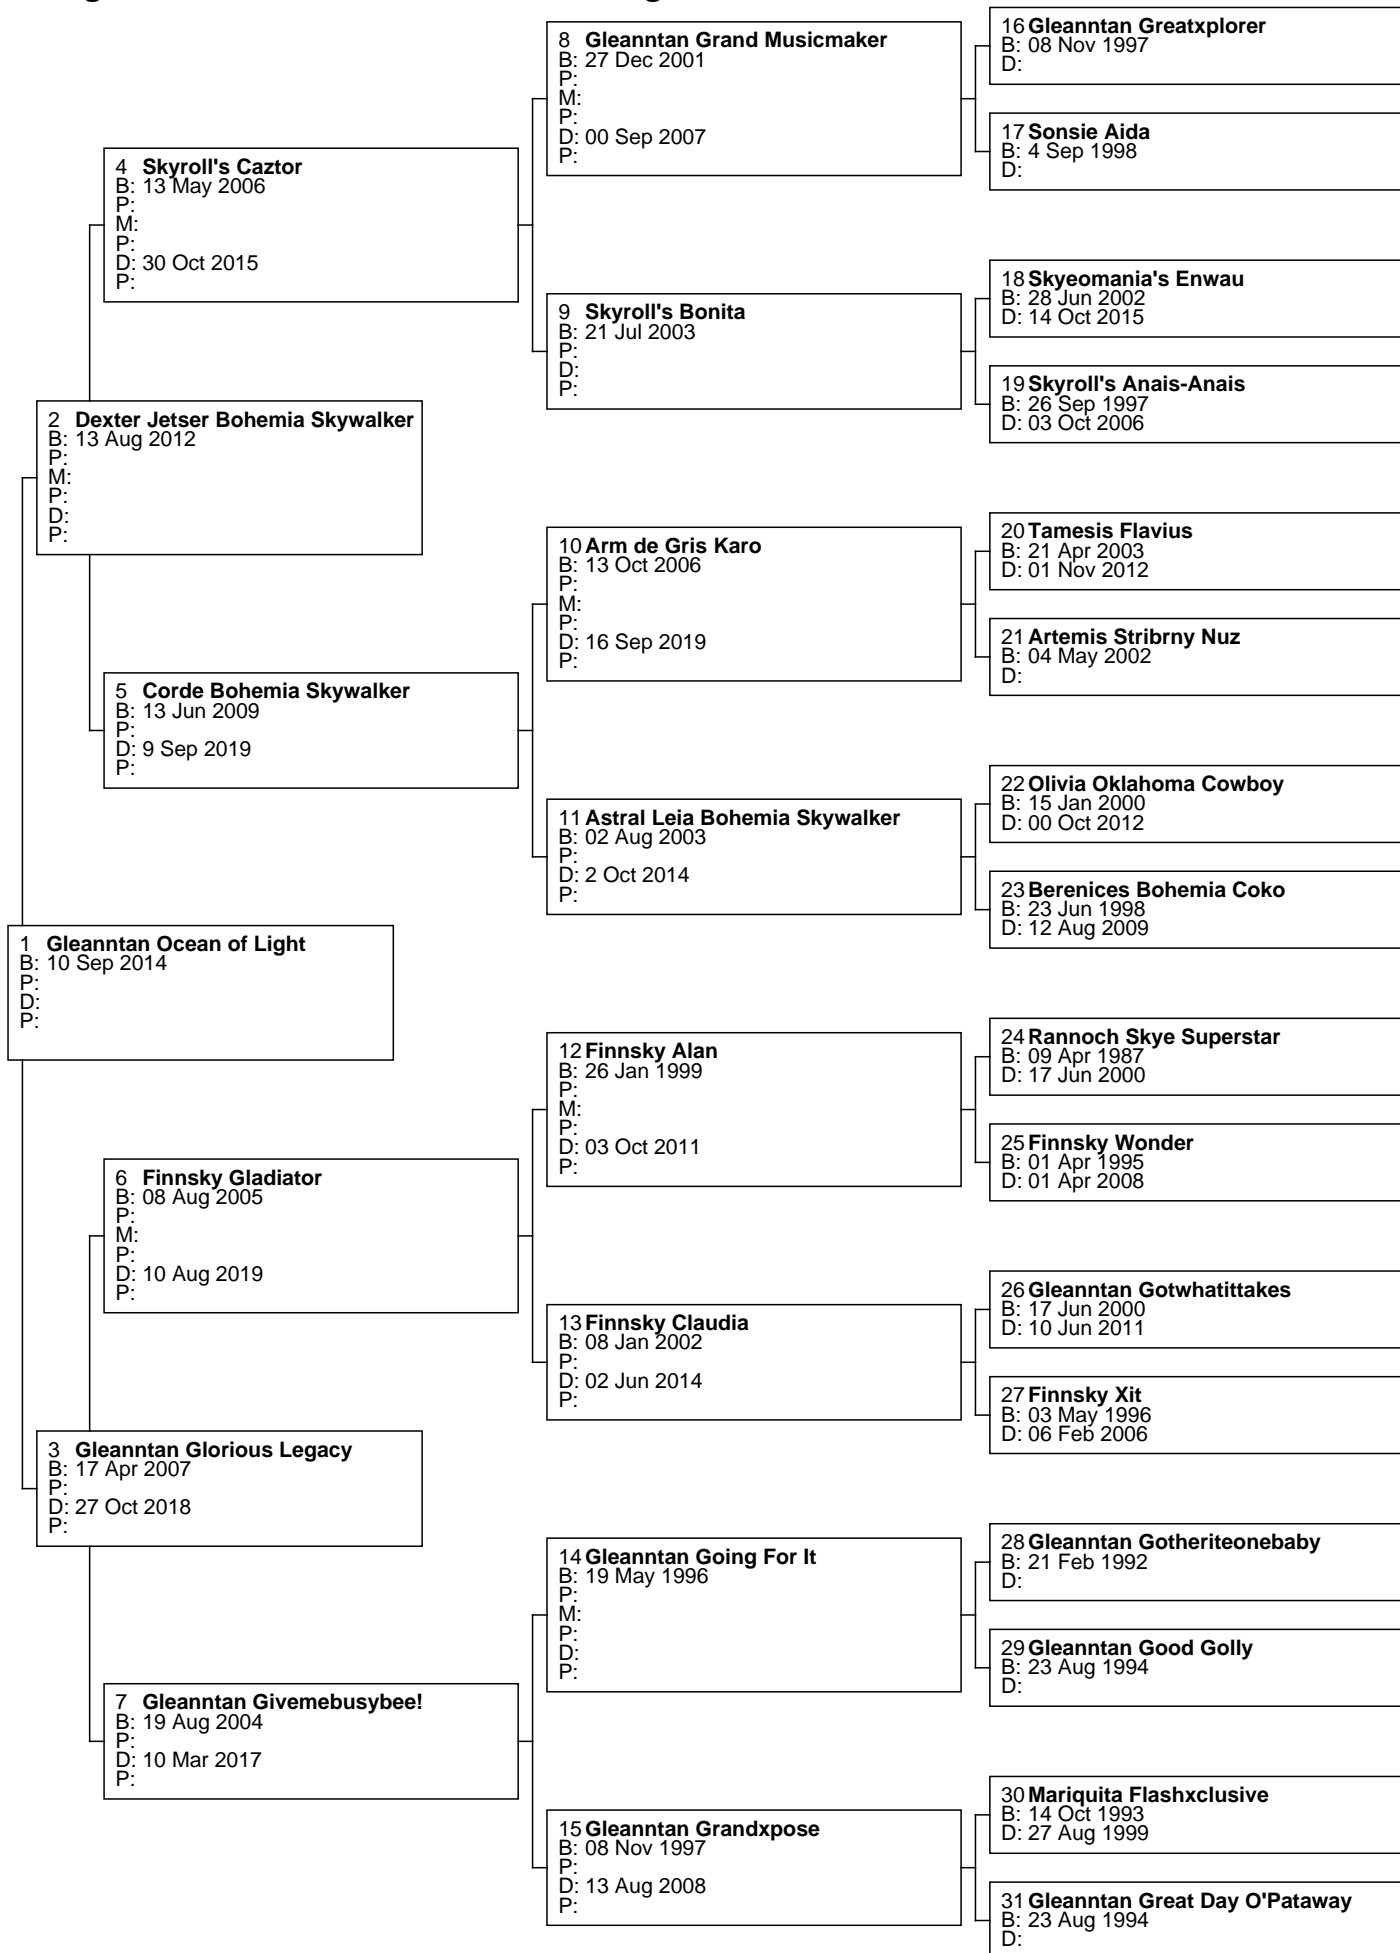 8 Gleanntan Grand Musicmaker
B: 27 Dec 2001
P:
M:
P:
D: 00 Sep 2007
P:
16 Gleanntan Greatxplorer
B: 08 Nov 1997
D:
17 Sonsie Aida
B: 4 Sep 1998
D:
4 Skyroll's Caztor
B: 13 May 2006
P:
M:
P:
D: 30 Oct 2015
P:
9 Skyroll's Bonita
B: 21 Jul 2003
P:
D:
P:
18 Skyeomania's Enwau
B: 28 Jun 2002
D: 14 Oct 2015
19 Skyroll's Anais-Anais
B: 26 Sep 1997
D: 03 Oct 2006
2 Dexter Jetser Bohemia Skywalker
B: 13 Aug 2012
P:
M:
P:
D:
P:
10 Arm de Gris Karo
B: 13 Oct 2006
P:
M:
P:
D: 16 Sep 2019
P:
20 Tamesis Flavius
B: 21 Apr 2003
D: 01 Nov 2012
21 Artemis Stribrny Nuz
B: 04 May 2002
D:
5 Corde Bohemia Skywalker
B: 13 Jun 2009
P:
D: 9 Sep 2019
P:
11 Astral Leia Bohemia Skywalker
B: 02 Aug 2003
P:
D: 2 Oct 2014
P:
22 Olivia Oklahoma Cowboy
B: 15 Jan 2000
D: 00 Oct 2012
23 Berenices Bohemia Coko
B: 23 Jun 1998
D: 12 Aug 2009
1 Gleanntan Ocean of Light
B: 10 Sep 2014
P:
D:
P:
12 Finnsky Alan
B: 26 Jan 1999
P:
M:
P:
D: 03 Oct 2011
P:
24 Rannoch Skye Superstar
B: 09 Apr 1987
D: 17 Jun 2000
25 Finnsky Wonder
B: 01 Apr 1995
D: 01 Apr 2008
6 Finnsky Gladiator
B: 08 Aug 2005
P:
M:
P:
D: 10 Aug 2019
P:
13 Finnsky Claudia
B: 08 Jan 2002
P:
D: 02 Jun 2014
P:
26 Gleanntan Gotwhatittakes
B: 17 Jun 2000
D: 10 Jun 2011
27 Finnsky Xit
B: 03 May 1996
D: 06 Feb 2006
3 Gleanntan Glorious Legacy
B: 17 Apr 2007
P:
D: 27 Oct 2018
P:
14 Gleanntan Going For It
B: 19 May 1996
P:
M:
P:
D:
P:
28 Gleanntan Gotheriteonebaby
B: 21 Feb 1992
D:
29 Gleanntan Good Golly
B: 23 Aug 1994
D:
7 Gleanntan Givemebusybee!
B: 19 Aug 2004
P:
D: 10 Mar 2017
P:
15 Gleanntan Grandxpose
B: 08 Nov 1997
P:
D: 13 Aug 2008
P:
30 Mariquita Flashxclusive
B: 14 Oct 1993
D: 27 Aug 1999
31 Gleanntan Great Day O'Pataway
B: 23 Aug 1994
D: